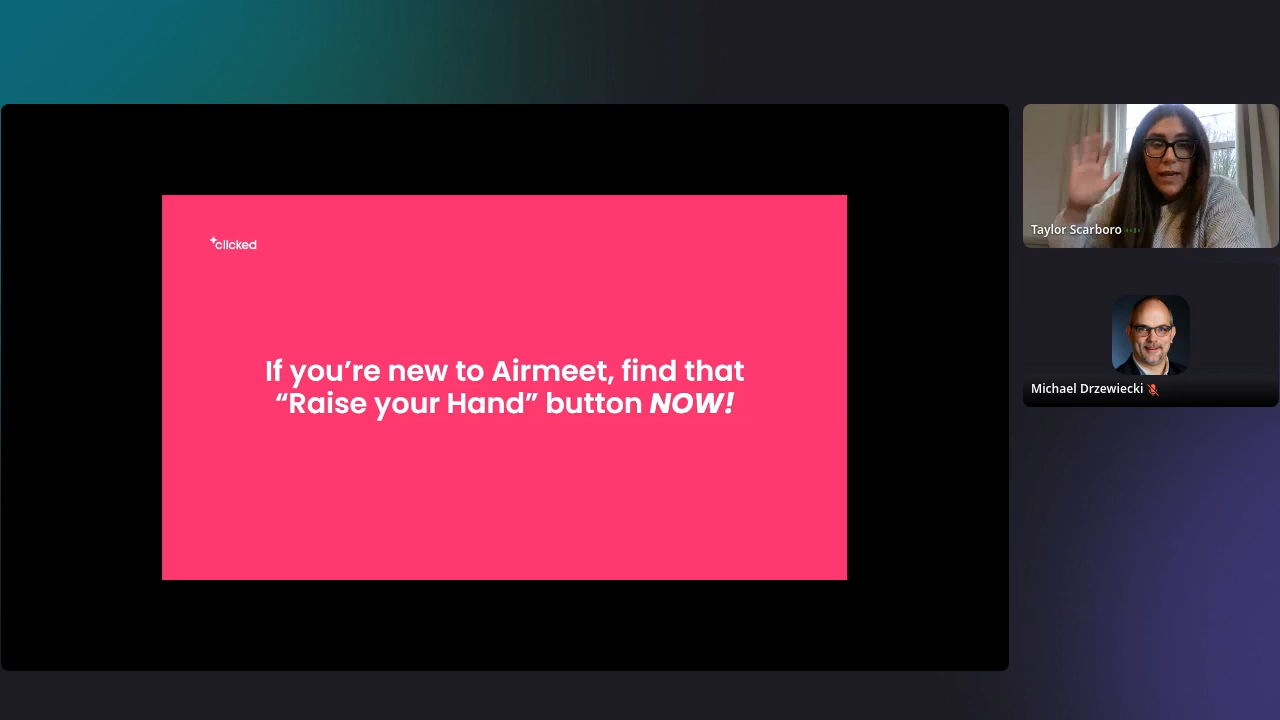 clicked
If you’re new to Airmeet, find that
“Raise your Hand” button NOW!
Taylor Scarboro
Michael Drzewiecki